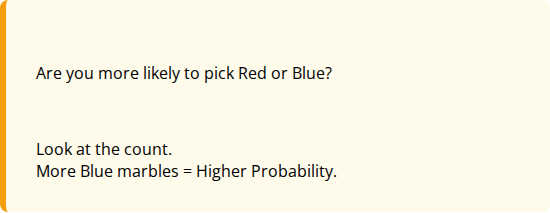 Are you more likely to pick Red or Blue?
Look at the count.
More Blue marbles = Higher Probability.